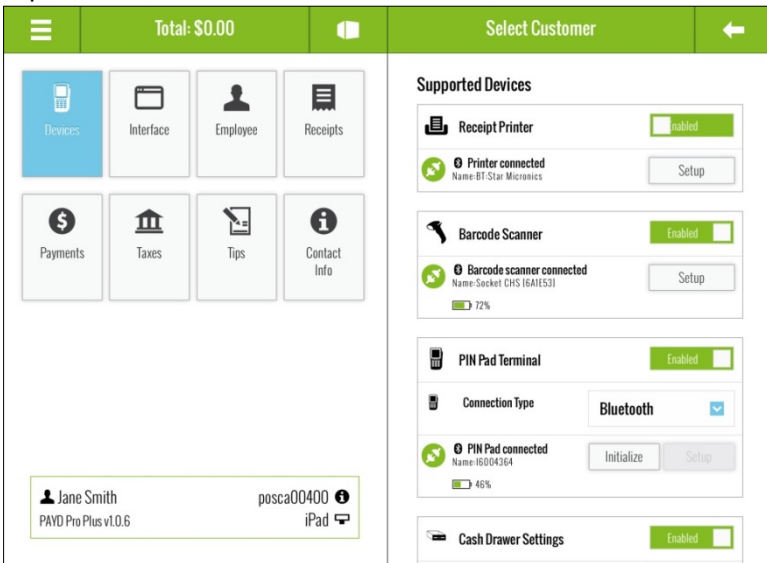 Total: $0.00
Select Customer
Devices
Interface
Employee
Receipts
Payments
Taxes
Tips
Contact
Info
Jane Smith
posca00400
PAYD Pro Plus v1.0.6
iPad
Supported Devices
Receipt Printer
nabled
Printer connected
Name:BT-Star Micronics
Setup
Barcode Scanner
Enabled
Barcode scanner connected
Name:Socket CHS [6A1E53]
Setup
72%
PIN Pad Terminal
Enabled
Connection Type
Bluetooth
PIN Pad connected
Name:I6004364
Initialize
Setup
46%
Cash Drawer Settings
Enabled